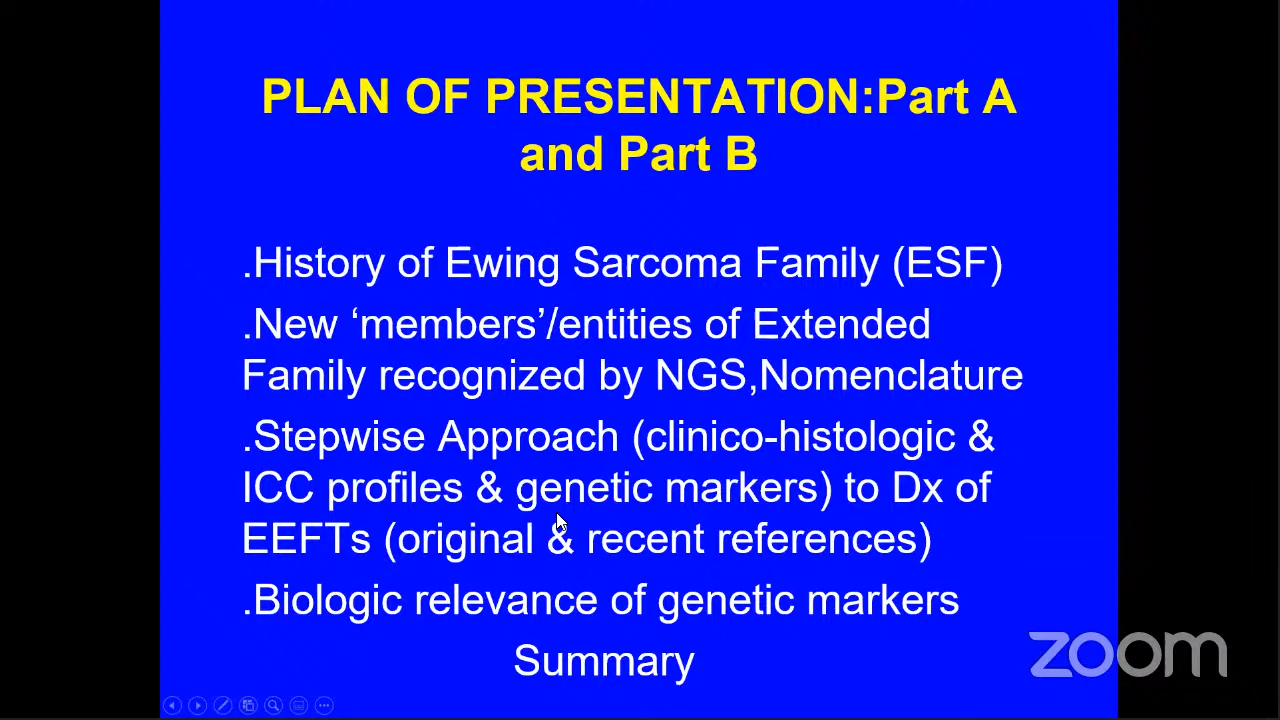 PLAN OF PRESENTATION:Part A
and Part B
.History of Ewing Sarcoma Family (ESF)
.New ‘members’/entities of Extended
Family recognized by NGS,Nomenclature
.Stepwise Approach (clinico-histologic &
ICC profiles & genetic markers) to Dx of
EEFTs (original & recent references)
.Biologic relevance of genetic markers
Summary
zoom